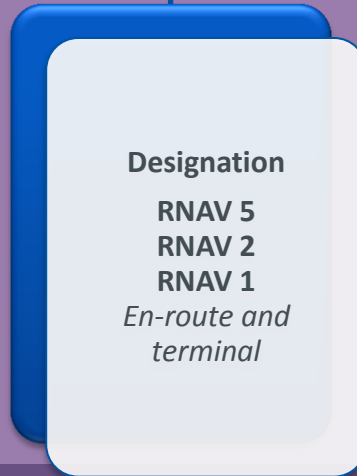 Designation
RNAV 5
RNAV 2
RNAV 1
En-route and
terminal